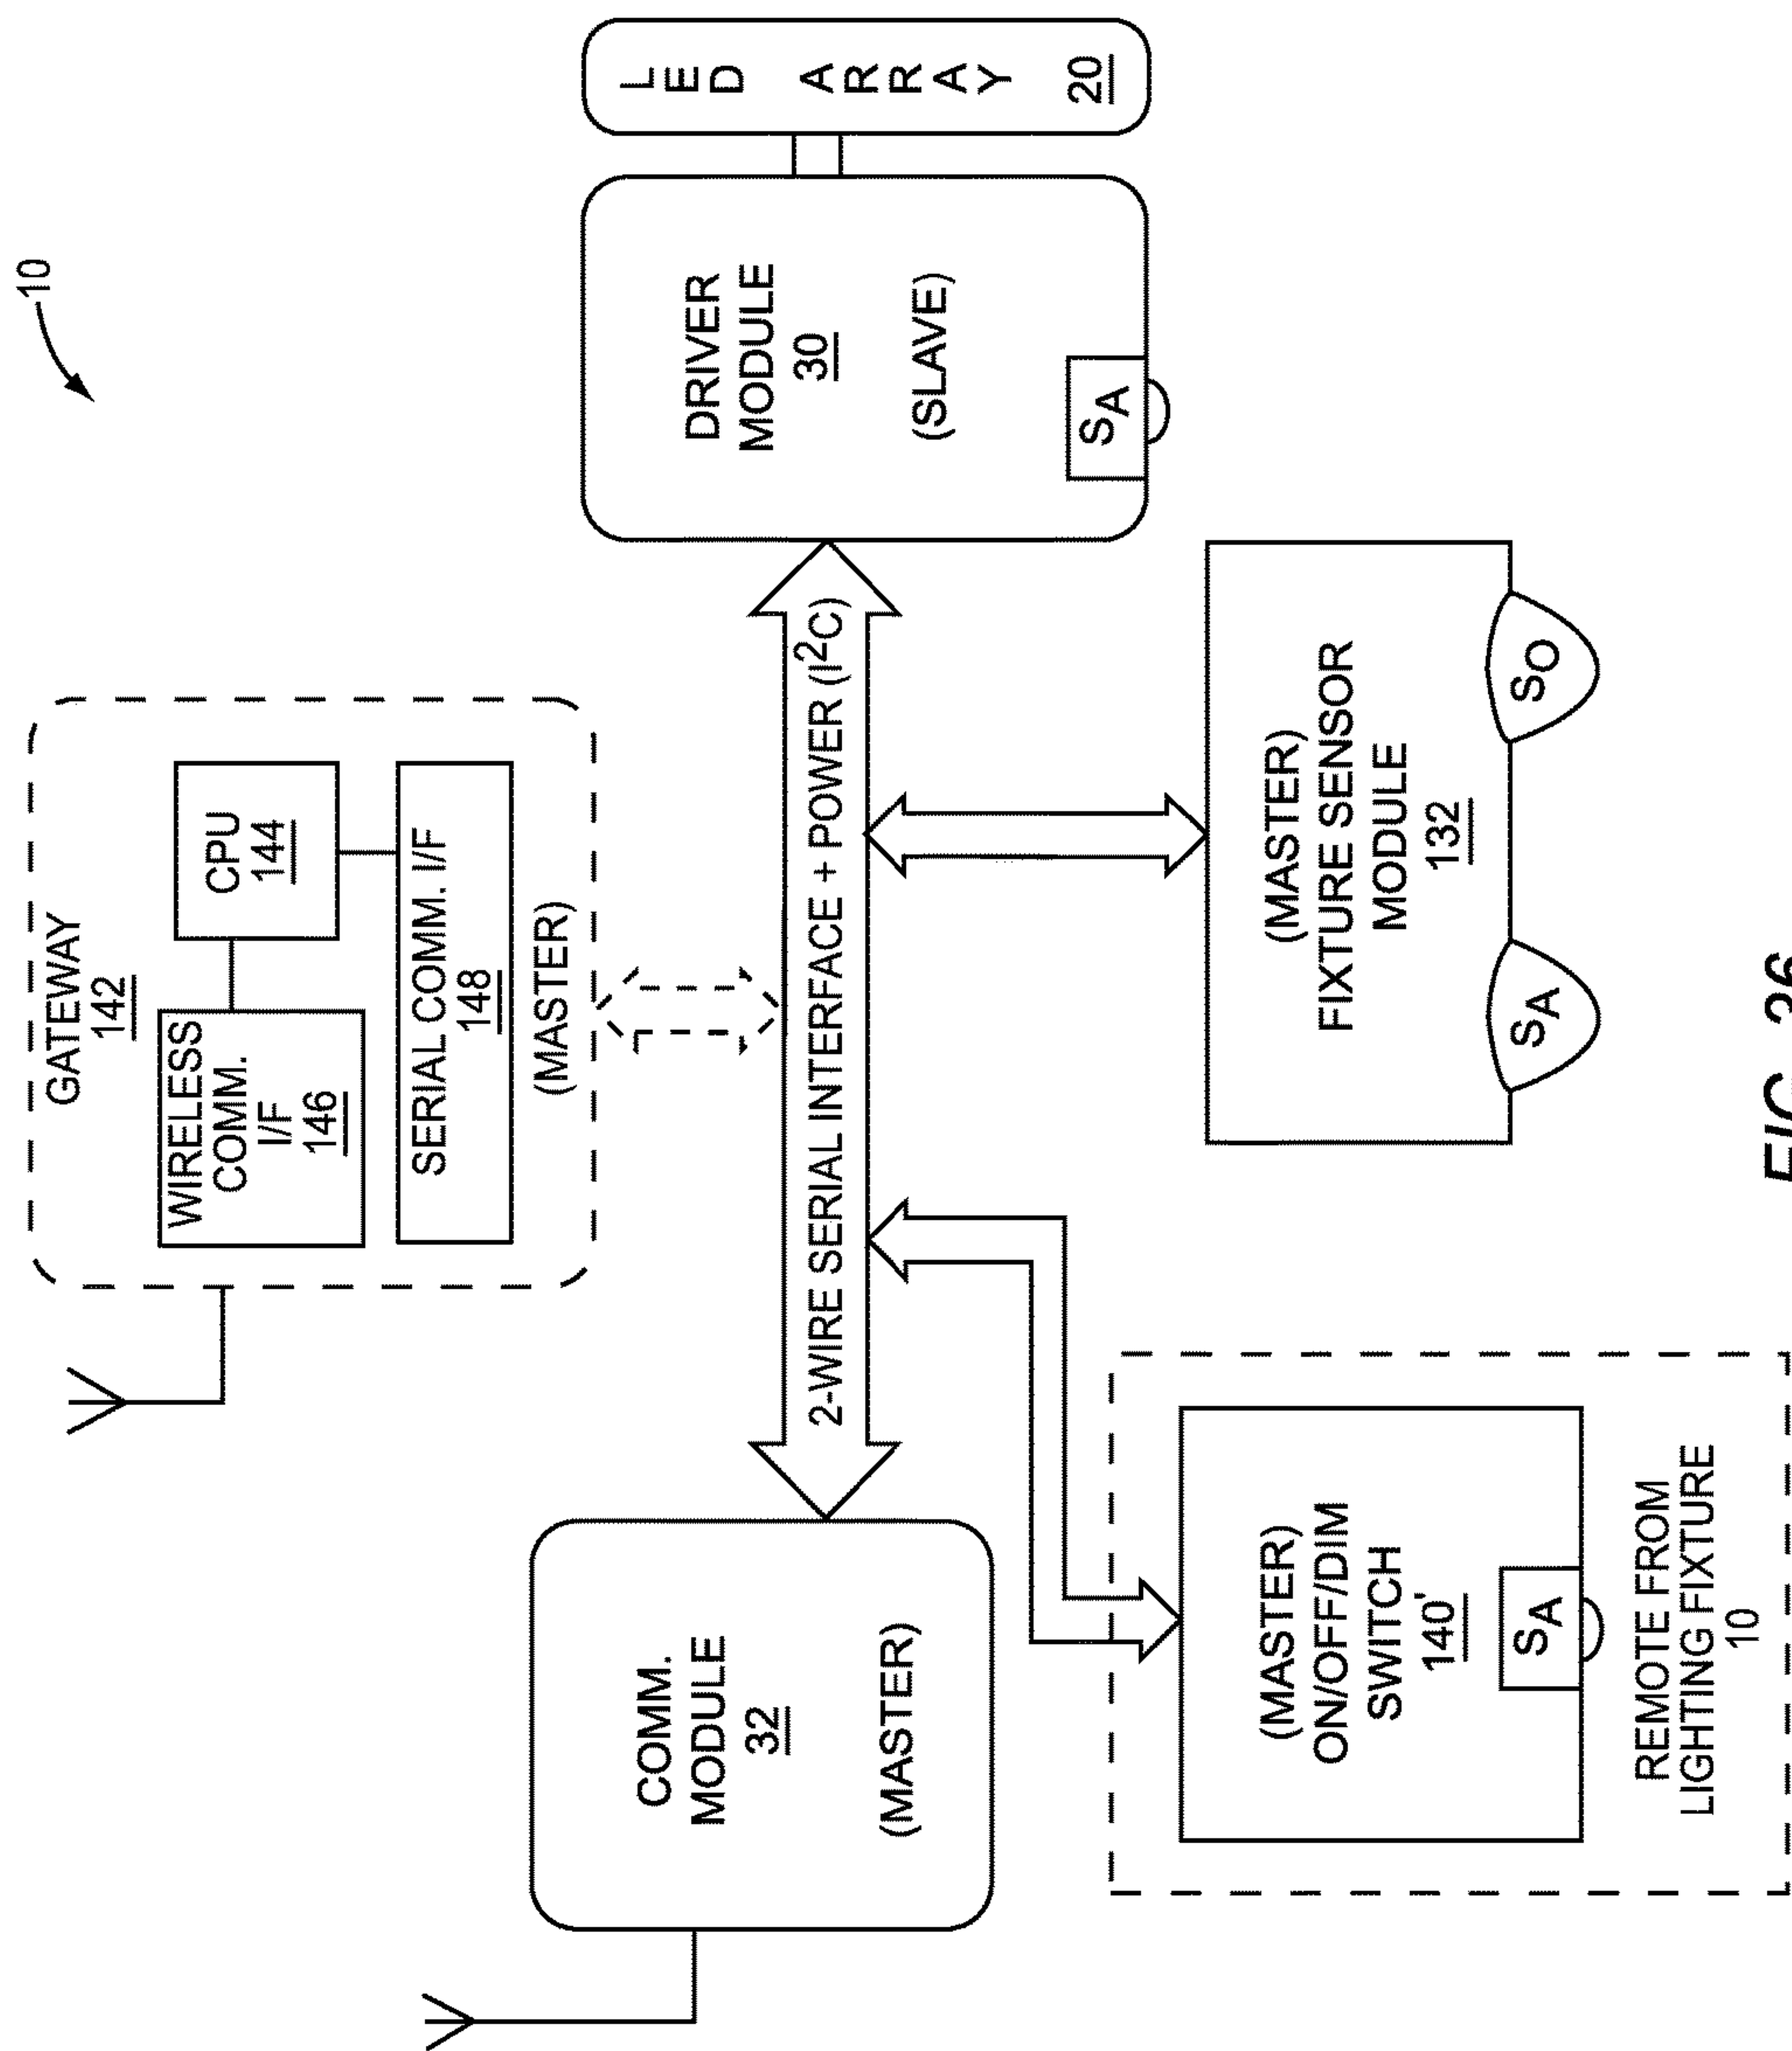 10
GATEWAY
142
WIRELESS
COMM.
I/F
146
CPU
144
SERIAL COMM. I/F
148
(MASTER)
COMM.
MODULE
32
(MASTER)
2-WIRE SERIAL INTERFACE + POWER (I²C)
DRIVER
MODULE
30
(SLAVE)
SA
LED ARRAY
20
(MASTER)
ON/OFF/DIM
SWITCH
140'
SA
REMOTE FROM
LIGHTING FIXTURE
10
(MASTER)
FIXTURE SENSOR
MODULE
132
SA
SO